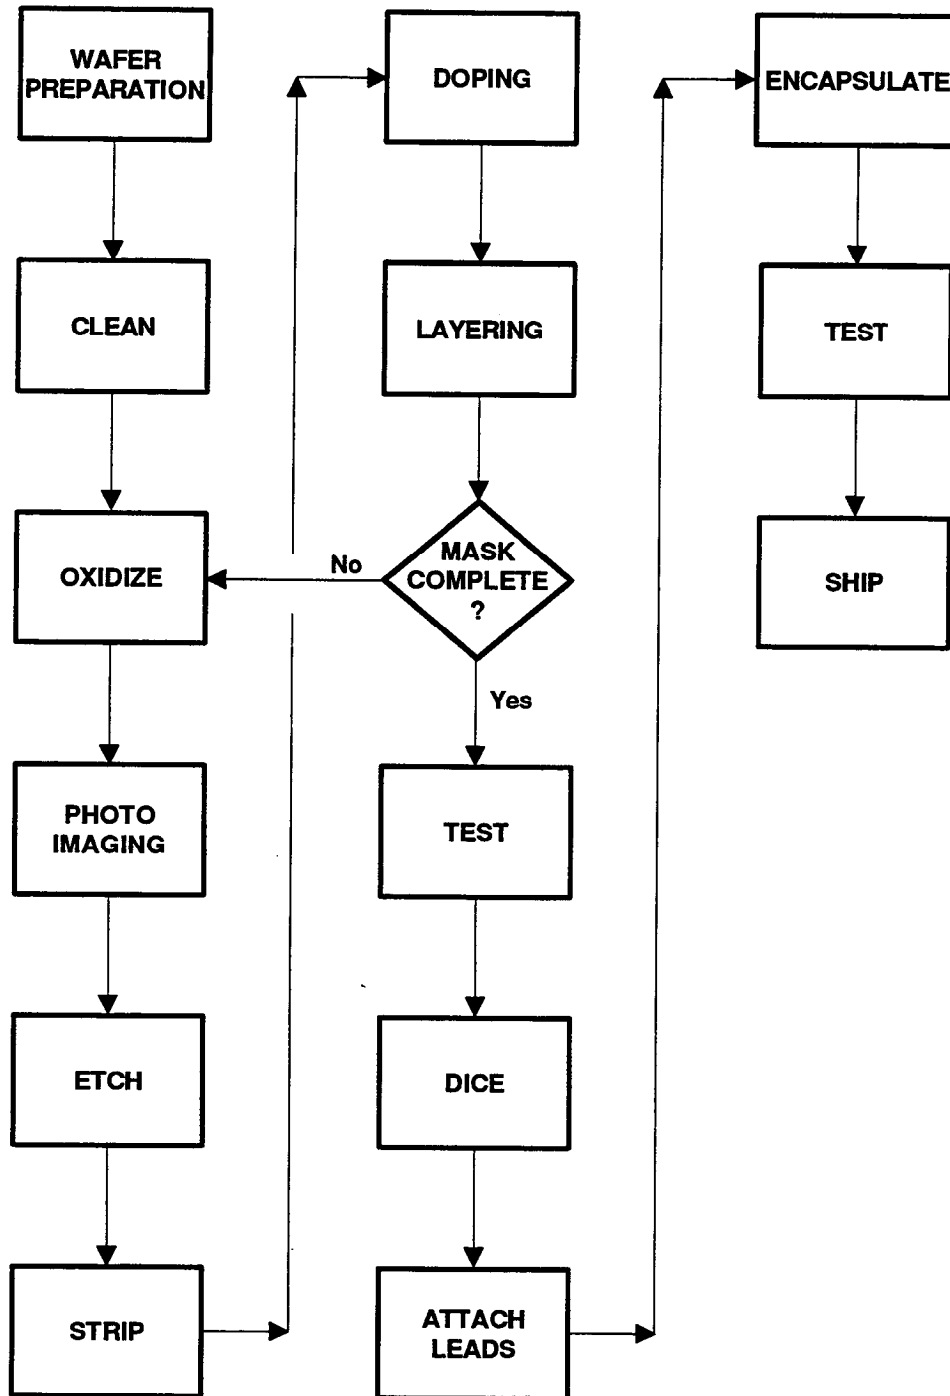 WAFER
PREPARATION
CLEAN
OXIDIZE
PHOTO
IMAGING
ETCH
STRIP
DOPING
LAYERING
MASK
COMPLETE
?
No
Yes
TEST
DICE
ATTACH
LEADS
ENCAPSULATE
TEST
SHIP